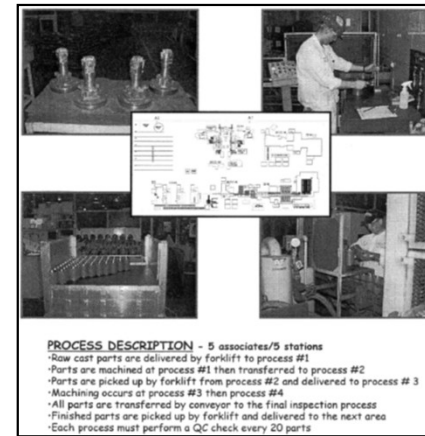 PROCESS DESCRIPTION - 5 associates/5 stations
•Raw cast parts are delivered by forklift to process #1
•Parts are machined at process #1 then transferred to process #2
•Parts are picked up by forklift from process #2 and delivered to process # 3
•Machining occurs at process #3 then process #4
•All parts are transferred by conveyor to the final inspection process
•Finished parts are picked up by forklift and delivered to the next area
•Each process must perform a QC check every 20 parts